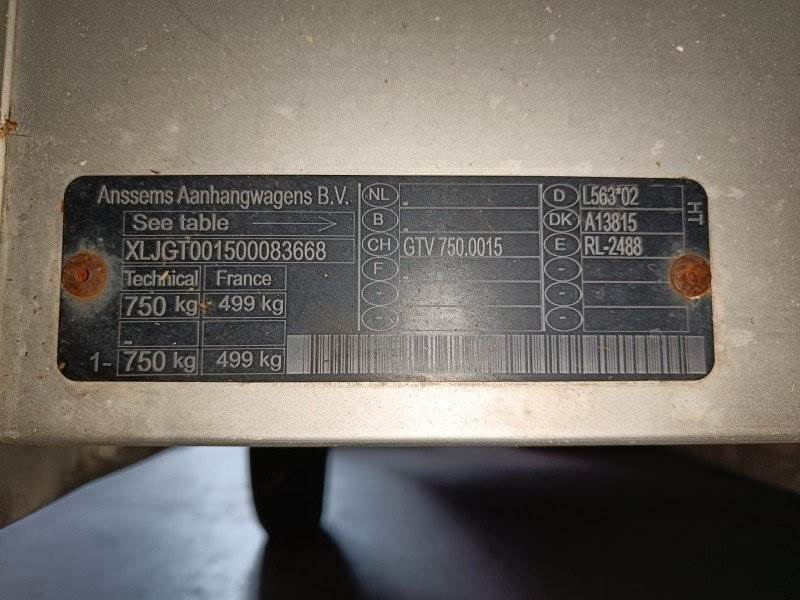 Anssems Aanhangwagens B.V.
See table
XLJGT001500083668
Technical France
750 kg 499 kg
- 
1- 750 kg 499 kg
NL -
B -
CH GTV 750.0015
F -
- -
- -
D L563*02
DK A13815
E RL-2488
-
-
-
HT